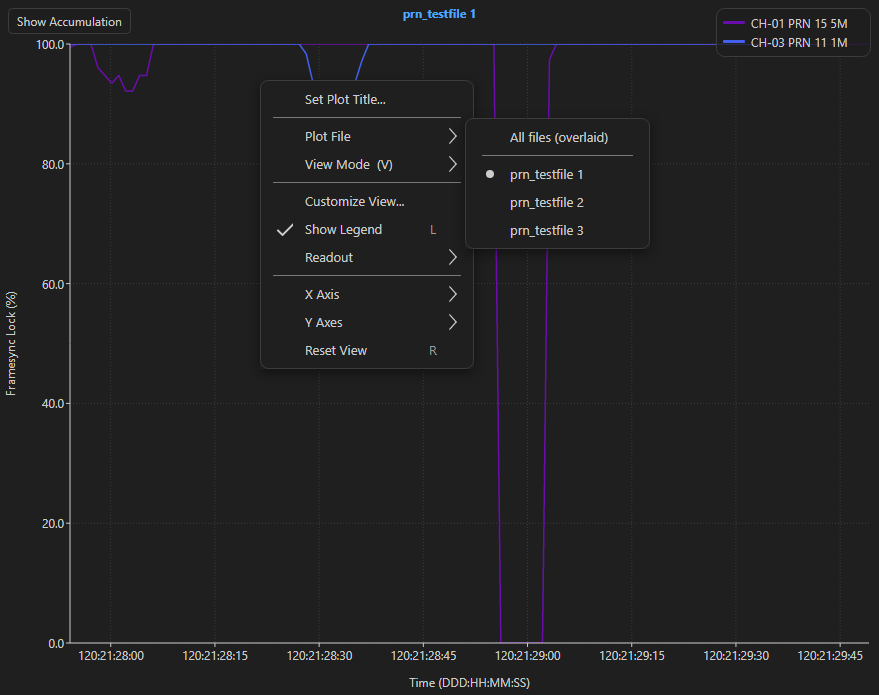 Show Accumulation
prn_testfile 1
CH-01 PRN 15 5M
CH-03 PRN 11 1M
100.0
80.0
60.0
40.0
20.0
0.0
Framesync Lock (%)
Set Plot Title...
Plot File
View Mode (V)
Customize View...
Show Legend L
Readout
X Axis
Y Axes
Reset View R
All files (overlaid)
prn_testfile 1
prn_testfile 2
prn_testfile 3
120:21:28:00 120:21:28:15 120:21:28:30 120:21:28:45 120:21:29:00 120:21:29:15 120:21:29:30 120:21:29:45
Time (DDD:HH:MM:SS)